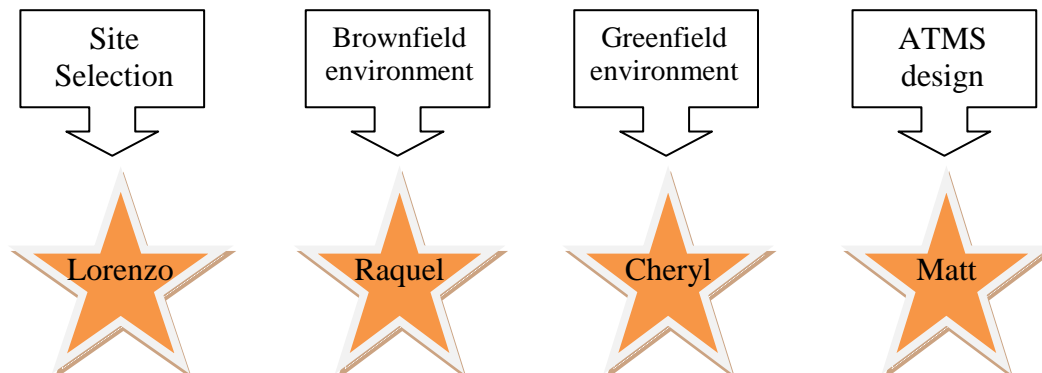 Site
Selection
Brownfield
environment
Greenfield
environment
ATMS
design
Lorenzo
Raquel
Cheryl
Matt